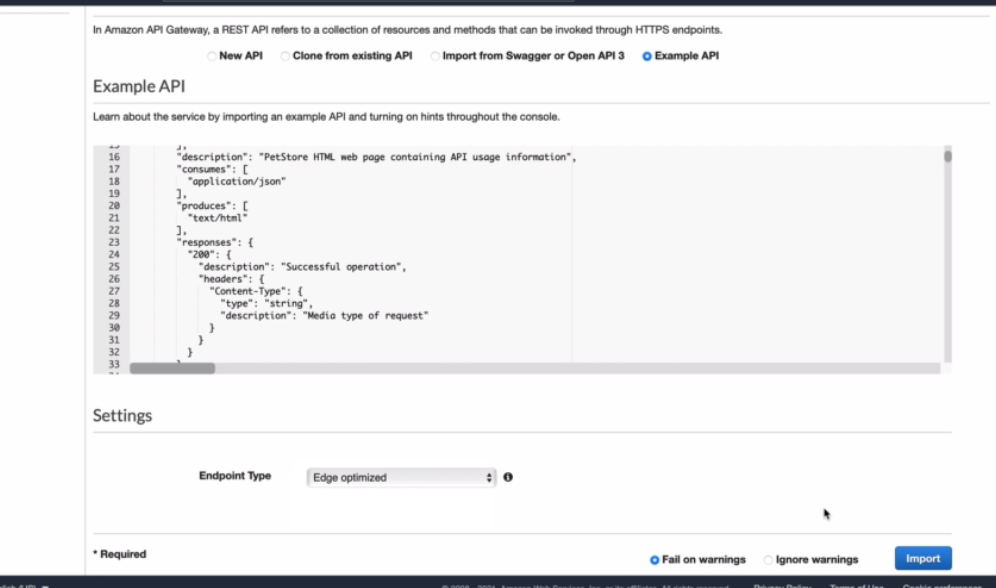 In Amazon API Gateway, a REST API refers to a collection of resources and methods that can be invoked through HTTPS endpoints.
New API Clone from existing API Import from Swagger or Open API 3 Example API
Example API
Learn about the service by importing an example API and turning on hints throughout the console.
15 ],
16 "description": "PetStore HTML web page containing API usage information",
17 "consumes": [
18 "application/json"
19 ],
20 "produces": [
21 "text/html"
22 ],
23 "responses": {
24 "200": {
25 "description": "Successful operation",
26 "headers": {
27 "Content-Type": {
28 "type": "string",
29 "description": "Media type of request"
30 }
31 }
32 }
33
Settings
Endpoint Type Edge optimized
* Required Fail on warnings Ignore warnings Import
Privacy Policy Terms of Use Cookie preferences